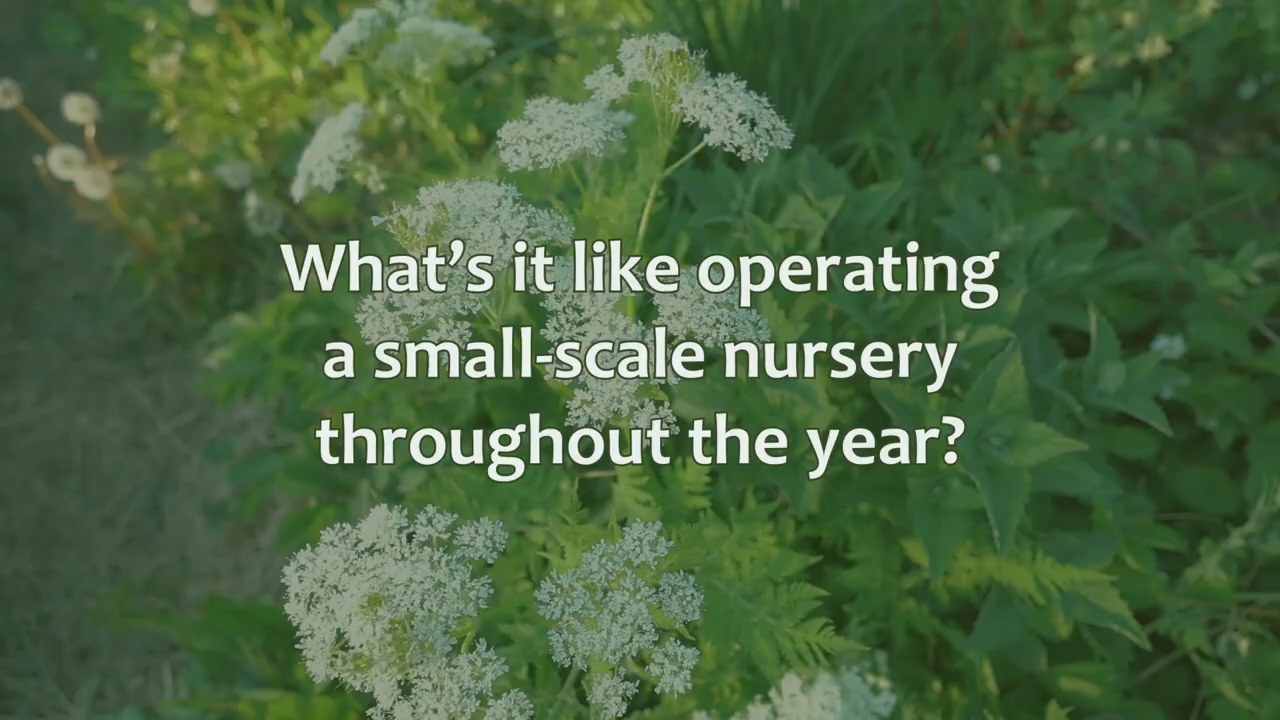 What’s it like operating
a small-scale nursery
throughout the year?